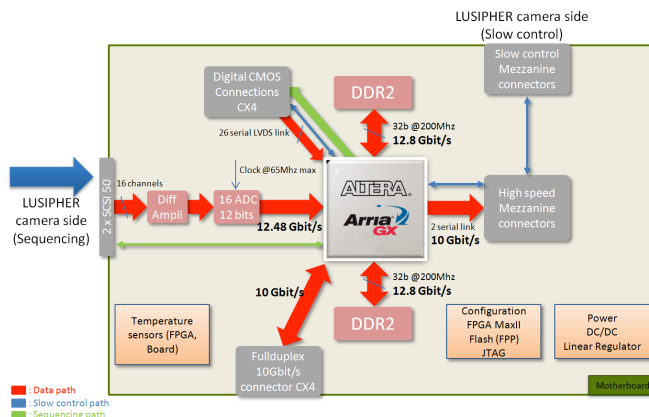 LUSIPHER camera side
(Slow control)
Slow control
Mezzanine
connectors
Digital CMOS
Connections
CX4
DDR2
32b @200Mhz
12.8 Gbit/s
26 serial LVDS link
Clock @65Mhz max
LUSIPHER
camera side
(Sequencing)
2 x SCSI 50
16 channels
Diff
Ampli
16 ADC
12 bits
12.48 Gbit/s
ALTERA
Arria II
GX
High speed
Mezzanine
connectors
2 serial link
10 Gbit/s
10 Gbit/s
32b @200Mhz
12.8 Gbit/s
DDR2
Temperature
sensors (FPGA,
Board)
Fullduplex
10Gbit/s
connector CX4
Configuration
FPGA MaxII
Flash (FPP)
JTAG
Power
DC/DC
Linear Regulator
Motherboard
: Data path
: Slow control path
: Sequencing path